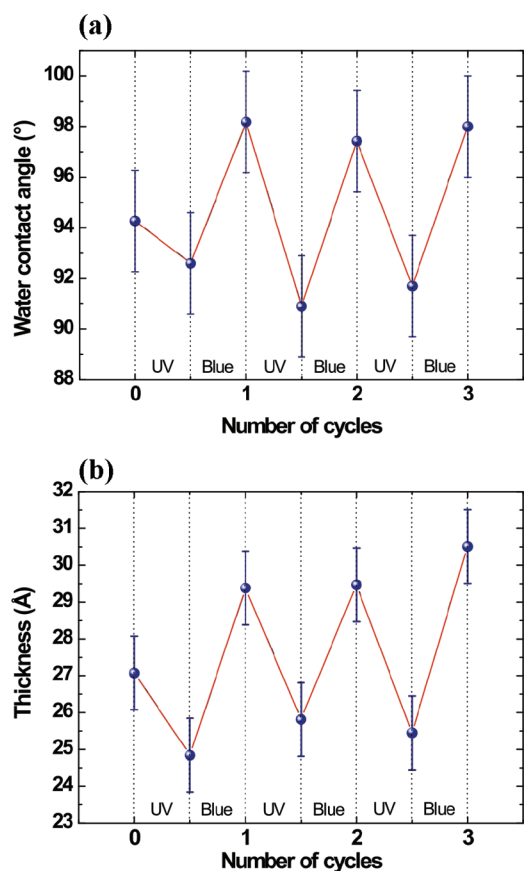 (a)
Water contact angle (°)
100
98
96
94
92
90
88
UV Blue UV Blue UV Blue
0 1 2 3
Number of cycles
(b)
Thickness (Å)
32
31
30
29
28
27
26
25
24
23
UV Blue UV Blue UV Blue
0 1 2 3
Number of cycles